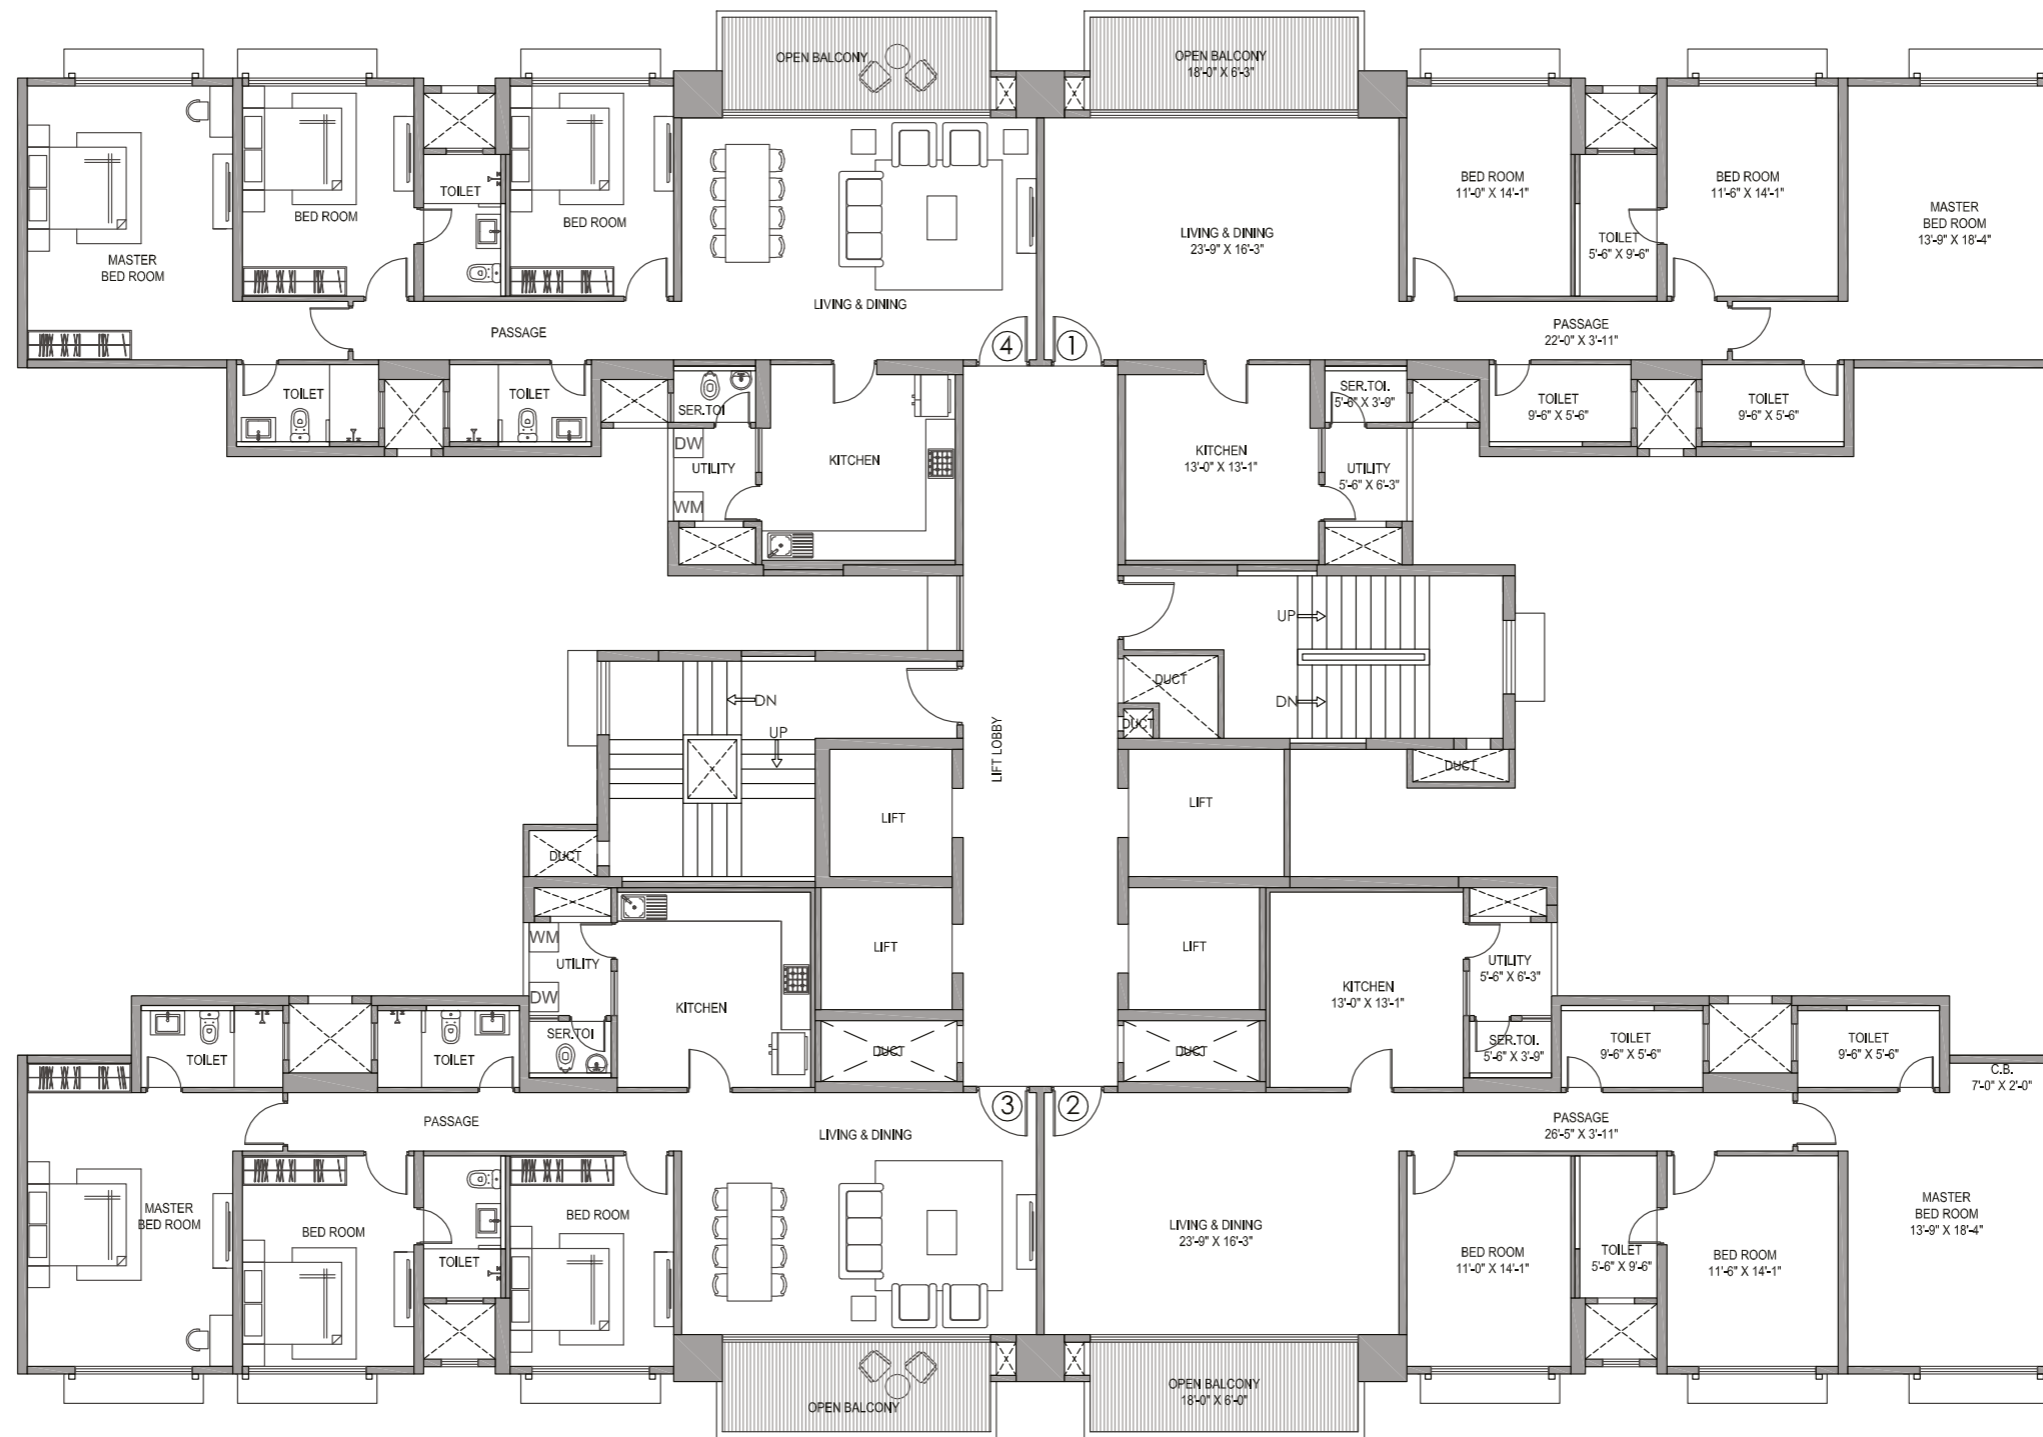 OPEN BALCONY
OPEN BALCONY
18'-0" X 6'-3"
MASTER
BED ROOM
BED ROOM
TOILET
BED ROOM
LIVING & DINING
PASSAGE
LIVING & DINING
23'-9" X 16'-3"
BED ROOM
11'-0" X 14'-1"
TOILET
5'-6" X 9'-6"
BED ROOM
11'-6" X 14'-1"
MASTER
BED ROOM
13'-9" X 18'-4"
PASSAGE
22'-0" X 3'-11"
4
1
TOILET
TOILET
SER.TOI
DW
UTILITY
WM
KITCHEN
KITCHEN
13'-0" X 13'-1"
SER.TOI.
5'-6" X 3'-9"
UTILITY
5'-6" X 6'-3"
TOILET
9'-6" X 5'-6"
TOILET
9'-6" X 5'-6"
UP
DN
DUCT
DUCT
DUCT
DN
UP
LIFT LOBBY
LIFT
LIFT
DUCT
LIFT
LIFT
DUCT
DUCT
WM
UTILITY
DW
SER.TOI
KITCHEN
TOILET
TOILET
KITCHEN
13'-0" X 13'-1"
UTILITY
5'-6" X 6'-3"
SER.TOI.
5'-6" X 3'-9"
TOILET
9'-6" X 5'-6"
TOILET
9'-6" X 5'-6"
C.B.
7'-0" X 2'-0"
3
2
PASSAGE
LIVING & DINING
PASSAGE
26'-5" X 3'-11"
MASTER
BED ROOM
BED ROOM
TOILET
BED ROOM
LIVING & DINING
23'-9" X 16'-3"
BED ROOM
11'-0" X 14'-1"
TOILET
5'-6" X 9'-6"
BED ROOM
11'-6" X 14'-1"
MASTER
BED ROOM
13'-9" X 18'-4"
OPEN BALCONY
OPEN BALCONY
18'-0" X 6'-0"